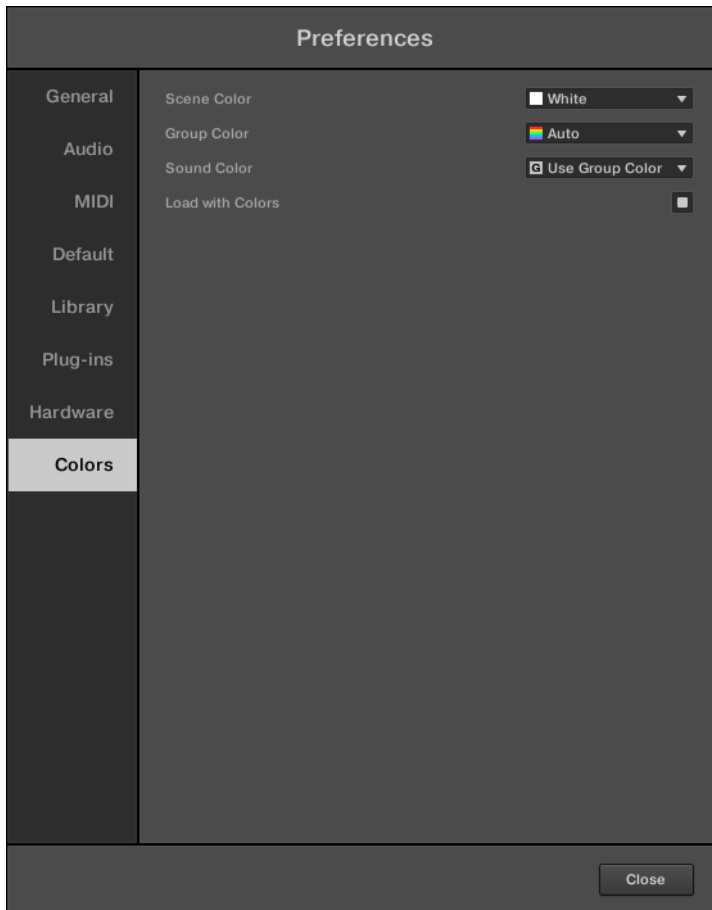 Preferences
General
Audio
MIDI
Default
Library
Plug-ins
Hardware
Colors
Scene Color
White
Group Color
Auto
Sound Color
G Use Group Color
Load with Colors
Close